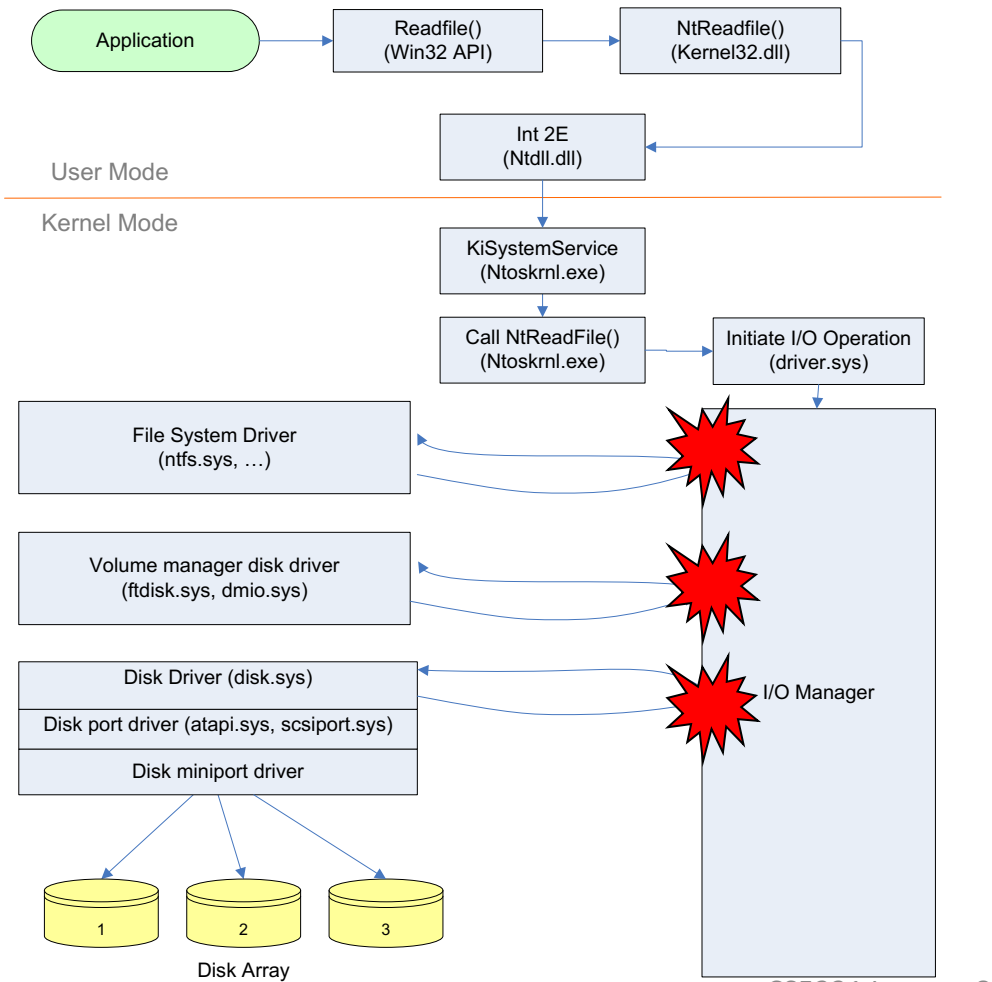 Application
Readfile()
(Win32 API)
NtReadfile()
(Kernel32.dll)
Int 2E
(Ntdll.dll)
User Mode
Kernel Mode
KiSystemService
(Ntoskrnl.exe)
Call NtReadFile()
(Ntoskrnl.exe)
Initiate I/O Operation
(driver.sys)
File System Driver
(ntfs.sys, …)
Volume manager disk driver
(ftdisk.sys, dmio.sys)
Disk Driver (disk.sys)
I/O Manager
Disk port driver (atapi.sys, scsiport.sys)
Disk miniport driver
1
2
3
Disk Array